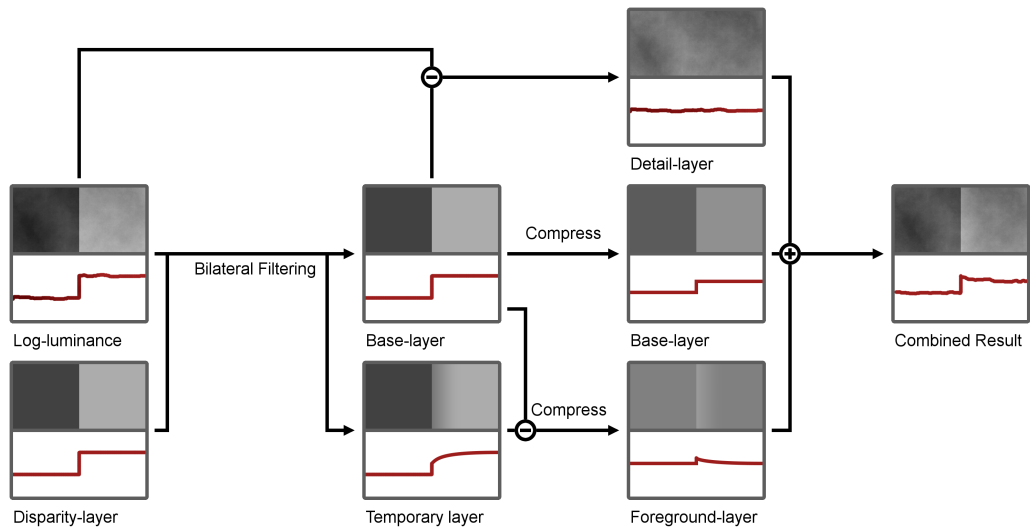 Detail-layer
Compress
Bilateral Filtering
Log-luminance
Base-layer
Base-layer
Combined Result
Compress
Disparity-layer
Temporary layer
Foreground-layer